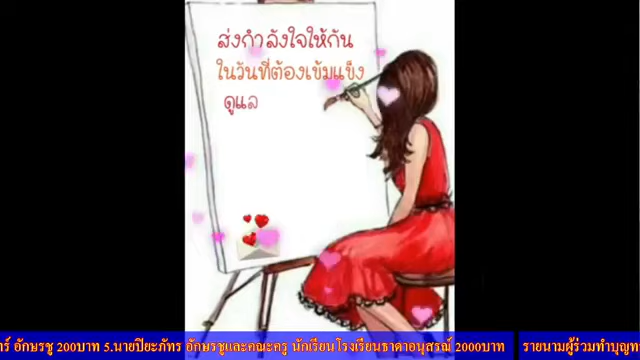 ส่งกำลังใจให้กัน
ในวันที่ต้องเข้มแข็ง
ดูแล
าร์ อักษรชู 200บาท 5.นายปิยะภัทร อักษรชูและคณะครู นักเรียนโรงเรียนธาดาอนุสรณ์ 2000บาท รายนามผู้ร่วมทำบุญท